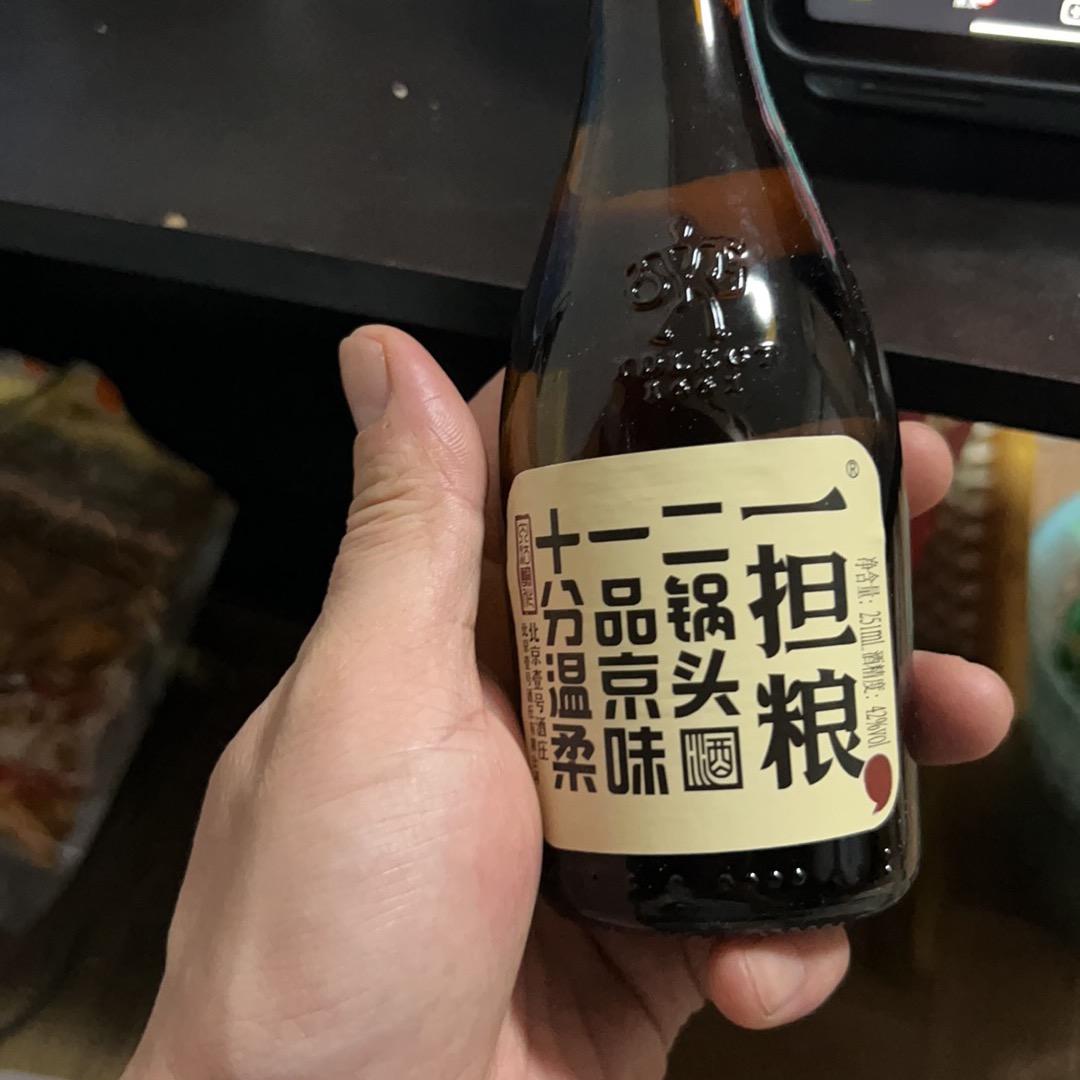 一担粮
®
净含量：251mL 酒精度：42%vol
二锅头酒
一品京味
十分温柔
北京壹号酒庄